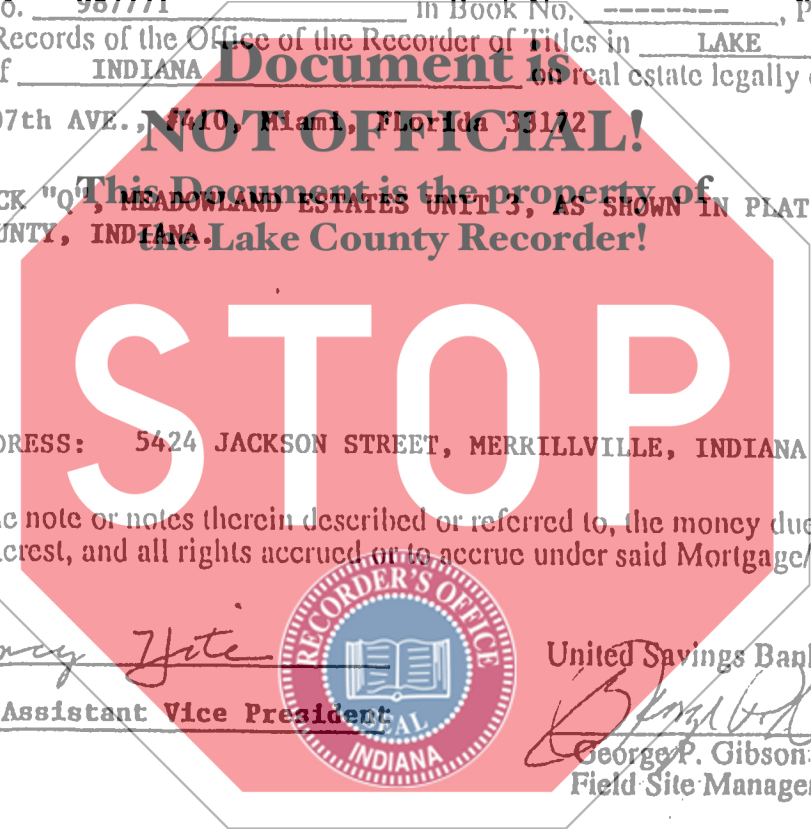 No. 987771 in Book No. ---------, P
Records of the Office of the Recorder of Titles in LAKE
f INDIANA on real estate legally
Document is
07th AVE., #410, Miami, FLorida 33172
NOT OFFICIAL!
This Document is the property of
CK "Q", MEADOWLAND ESTATES UNIT 3, AS SHOWN IN PLAT
UNTY, INDIANA.
the Lake County Recorder!
STOP
DRESS: 5424 JACKSON STREET, MERRILLVILLE, INDIANA
e note or notes therein described or referred to, the money due
erest, and all rights accrued or to accrue under said Mortgage/
RECORDER'S OFFICE
SEAL
INDIANA
United Savings Bank
Assistant Vice President
George P. Gibson
Field Site Manager